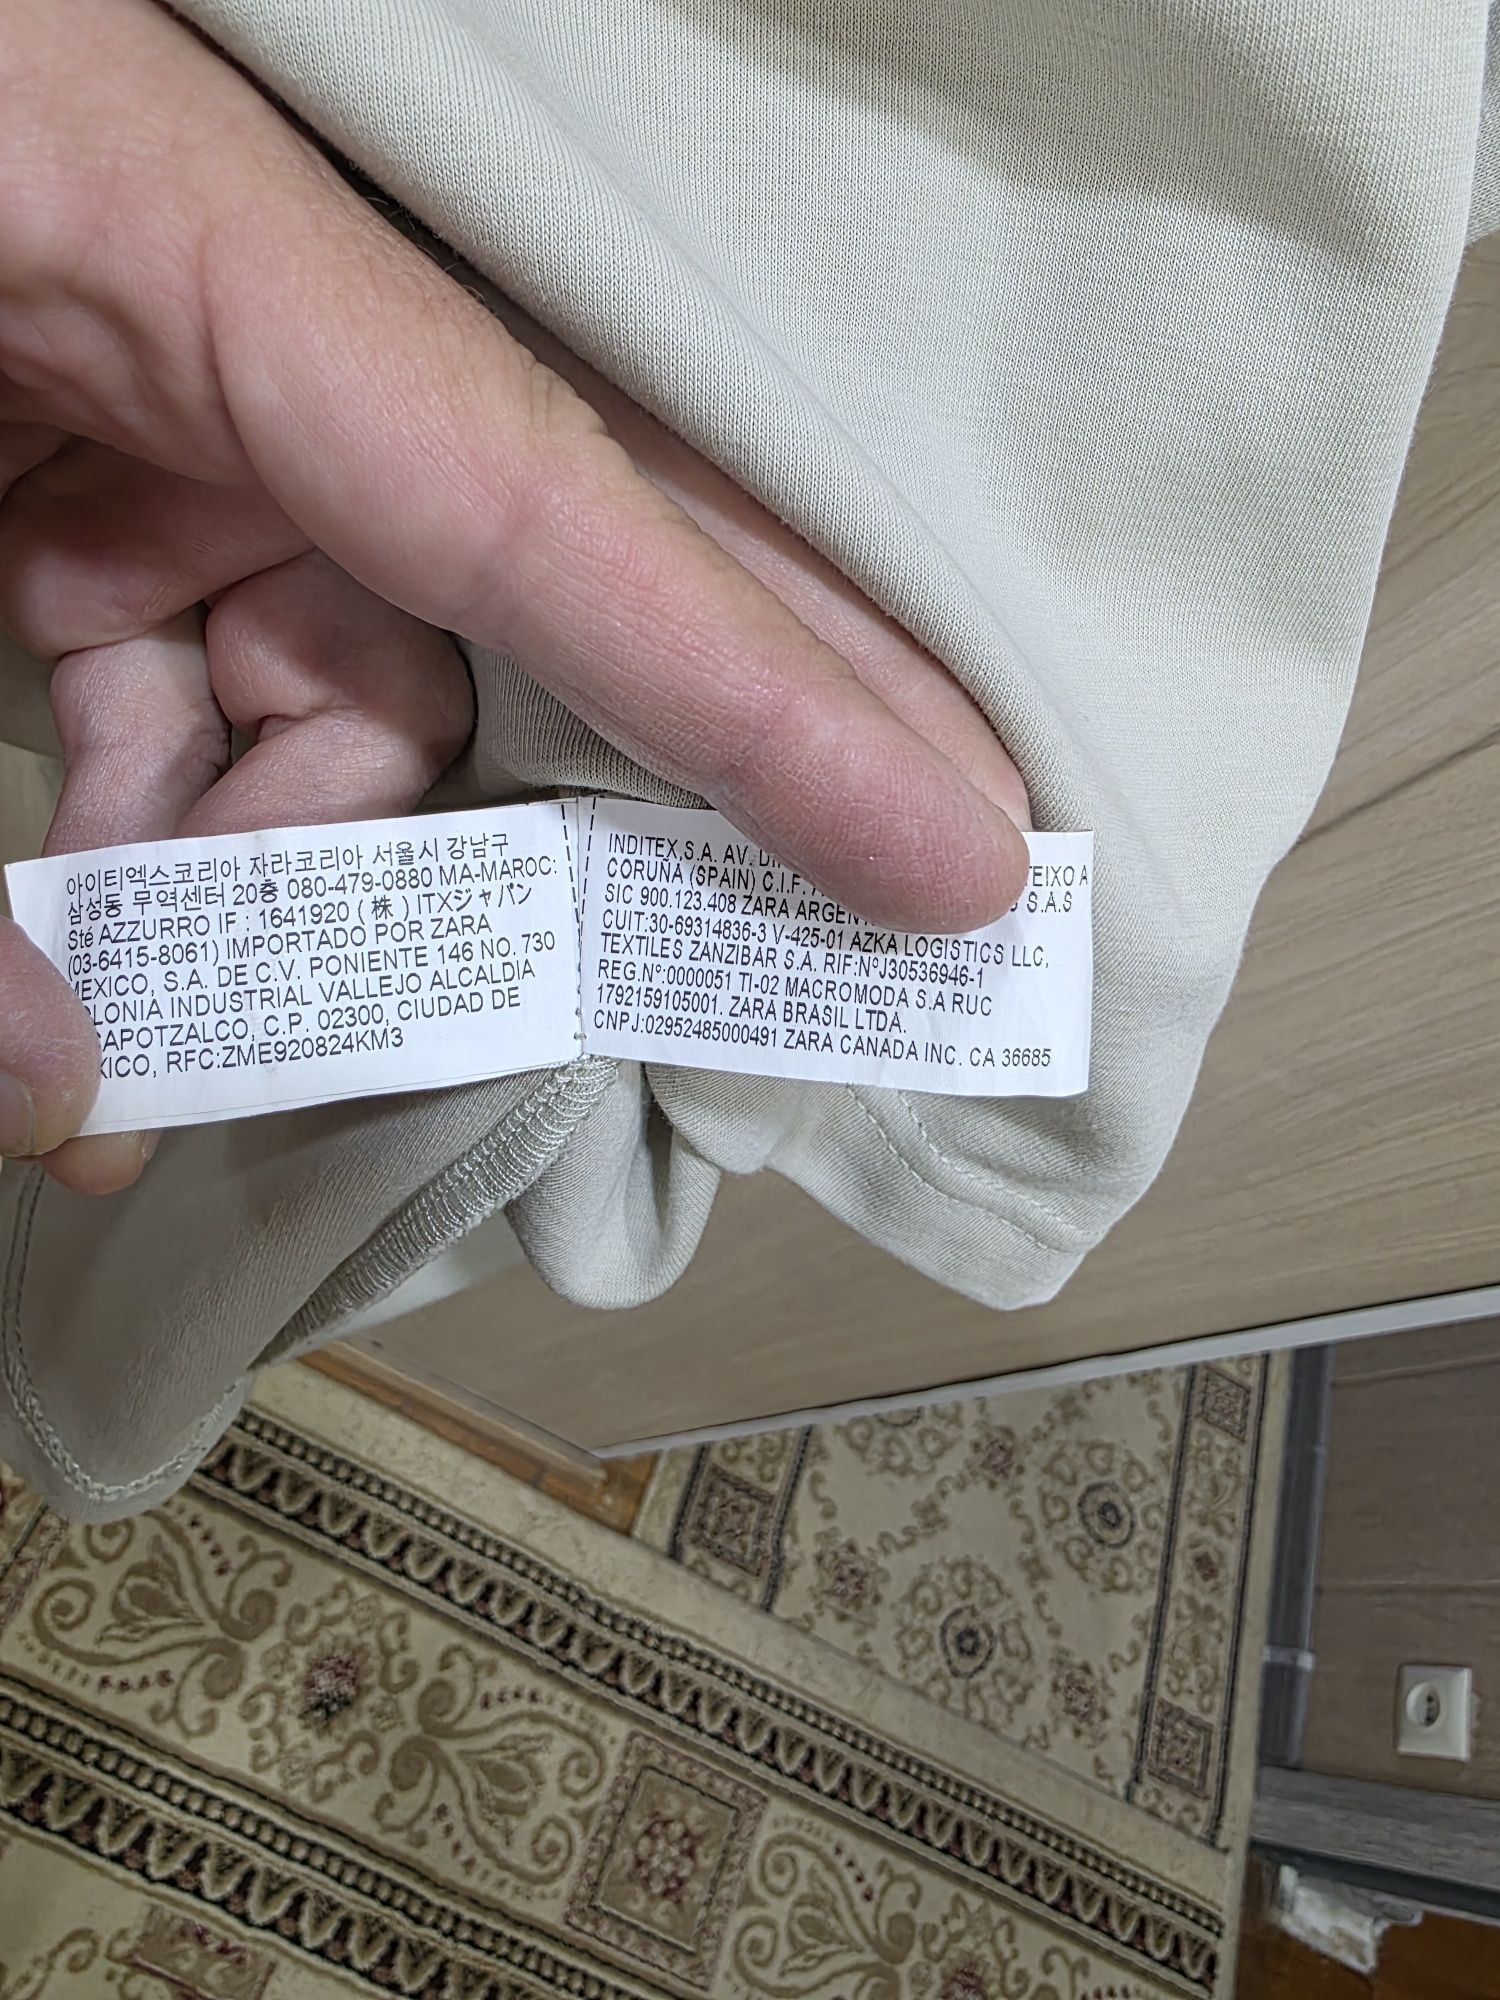 아이티엑스코리아 자라코리아 서울시 강남구
삼성동 무역센터 20층 080-479-0880 MA-MAROC:
Sté AZZURRO IF : 1641920 ( 株 ) ITXジャパン
(03-6415-8061) IMPORTADO POR ZARA
MEXICO, S.A. DE C.V. PONIENTE 146 NO. 730
INDUSTRIAL VALLEJO ALCALDIA
C.P. 02300, CIUDAD DE
RFC:ZME920824KM3
INDITEX,S.A. AV. TEIXO A
CORUÑA (SPAIN) C.I.F. S.A.S
SIC 900.123.408 ZARA
CUIT:30-69314836-3 V-425-01 AZKA LOGISTICS LLC,
TEXTILES ZANZIBAR S.A. RIF:NºJ30536946-1
REG.Nº:0000051 TI-02 MACROMODA S.A RUC
1792159105001. ZARA BRASIL LTDA.
CNPJ:02952485000491 ZARA CANADA INC. CA 36685